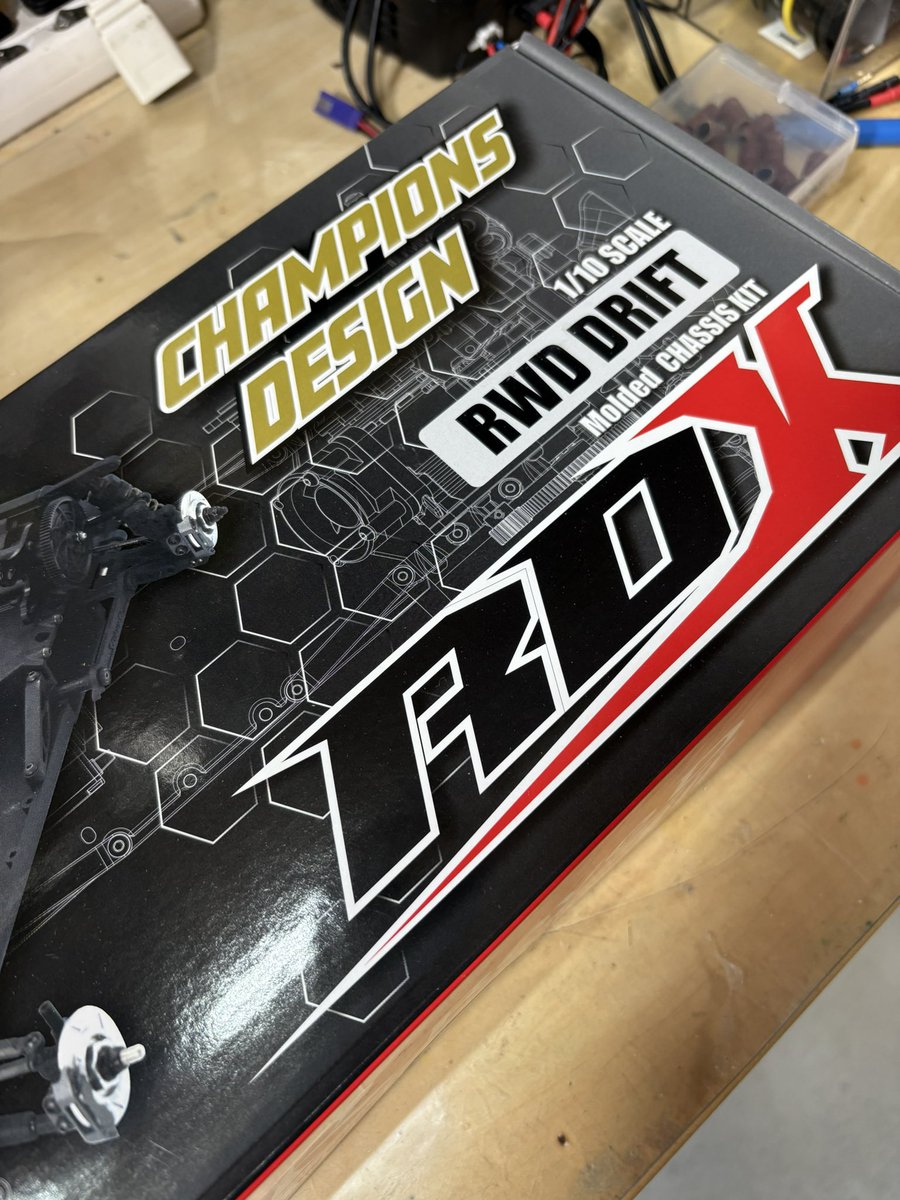 CHAMPIONS
DESIGN
1/10 SCALE
RWD DRIFT
Molded CHASSIS KIT
RDX